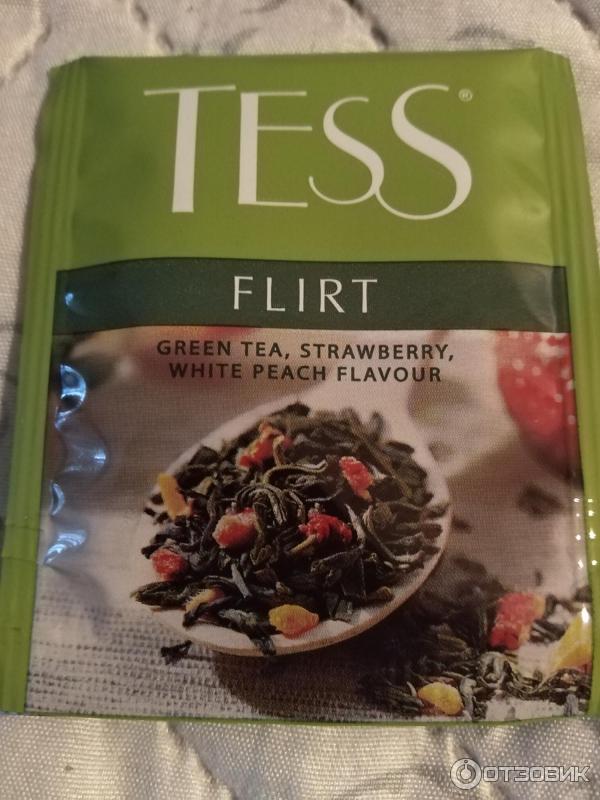 TESS®
FLIRT
GREEN TEA, STRAWBERRY,
WHITE PEACH FLAVOUR
ОТЗОВИК